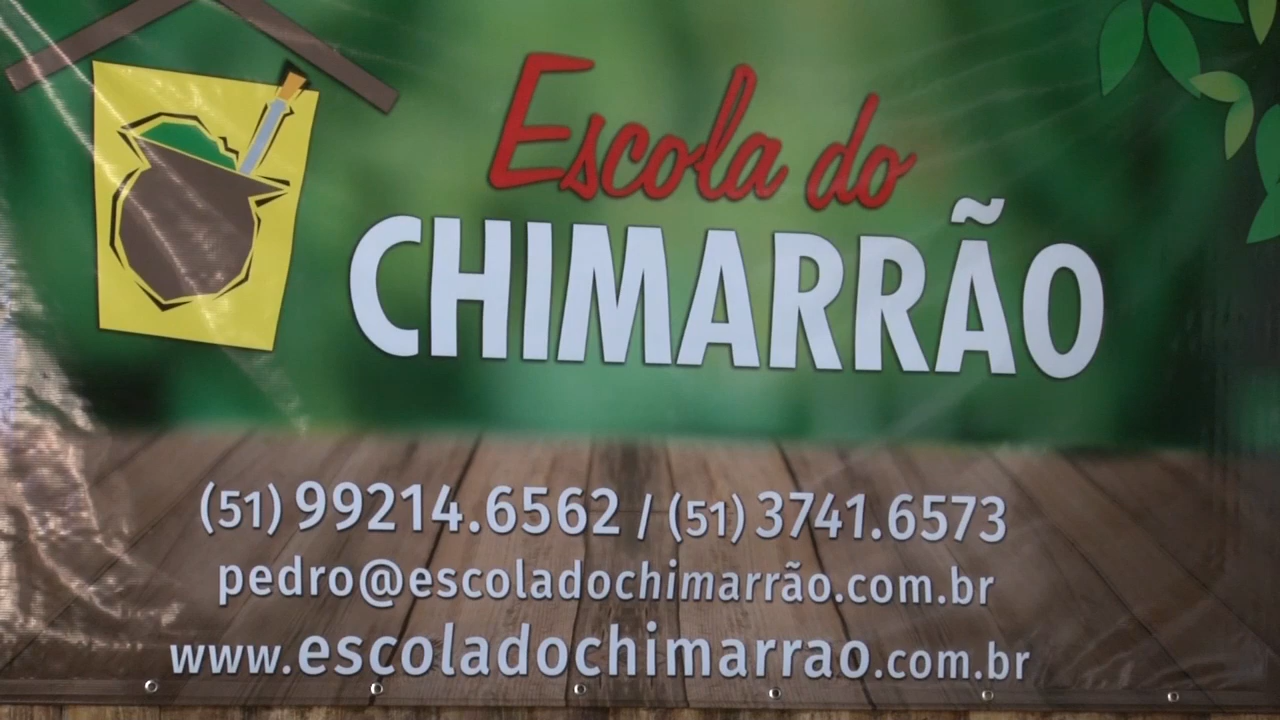 Escola do
CHIMARRÃO
(51) 99214.6562 / (51) 3741.6573
pedro@escoladochimarrão.com.br
www.escoladochimarrao.com.br